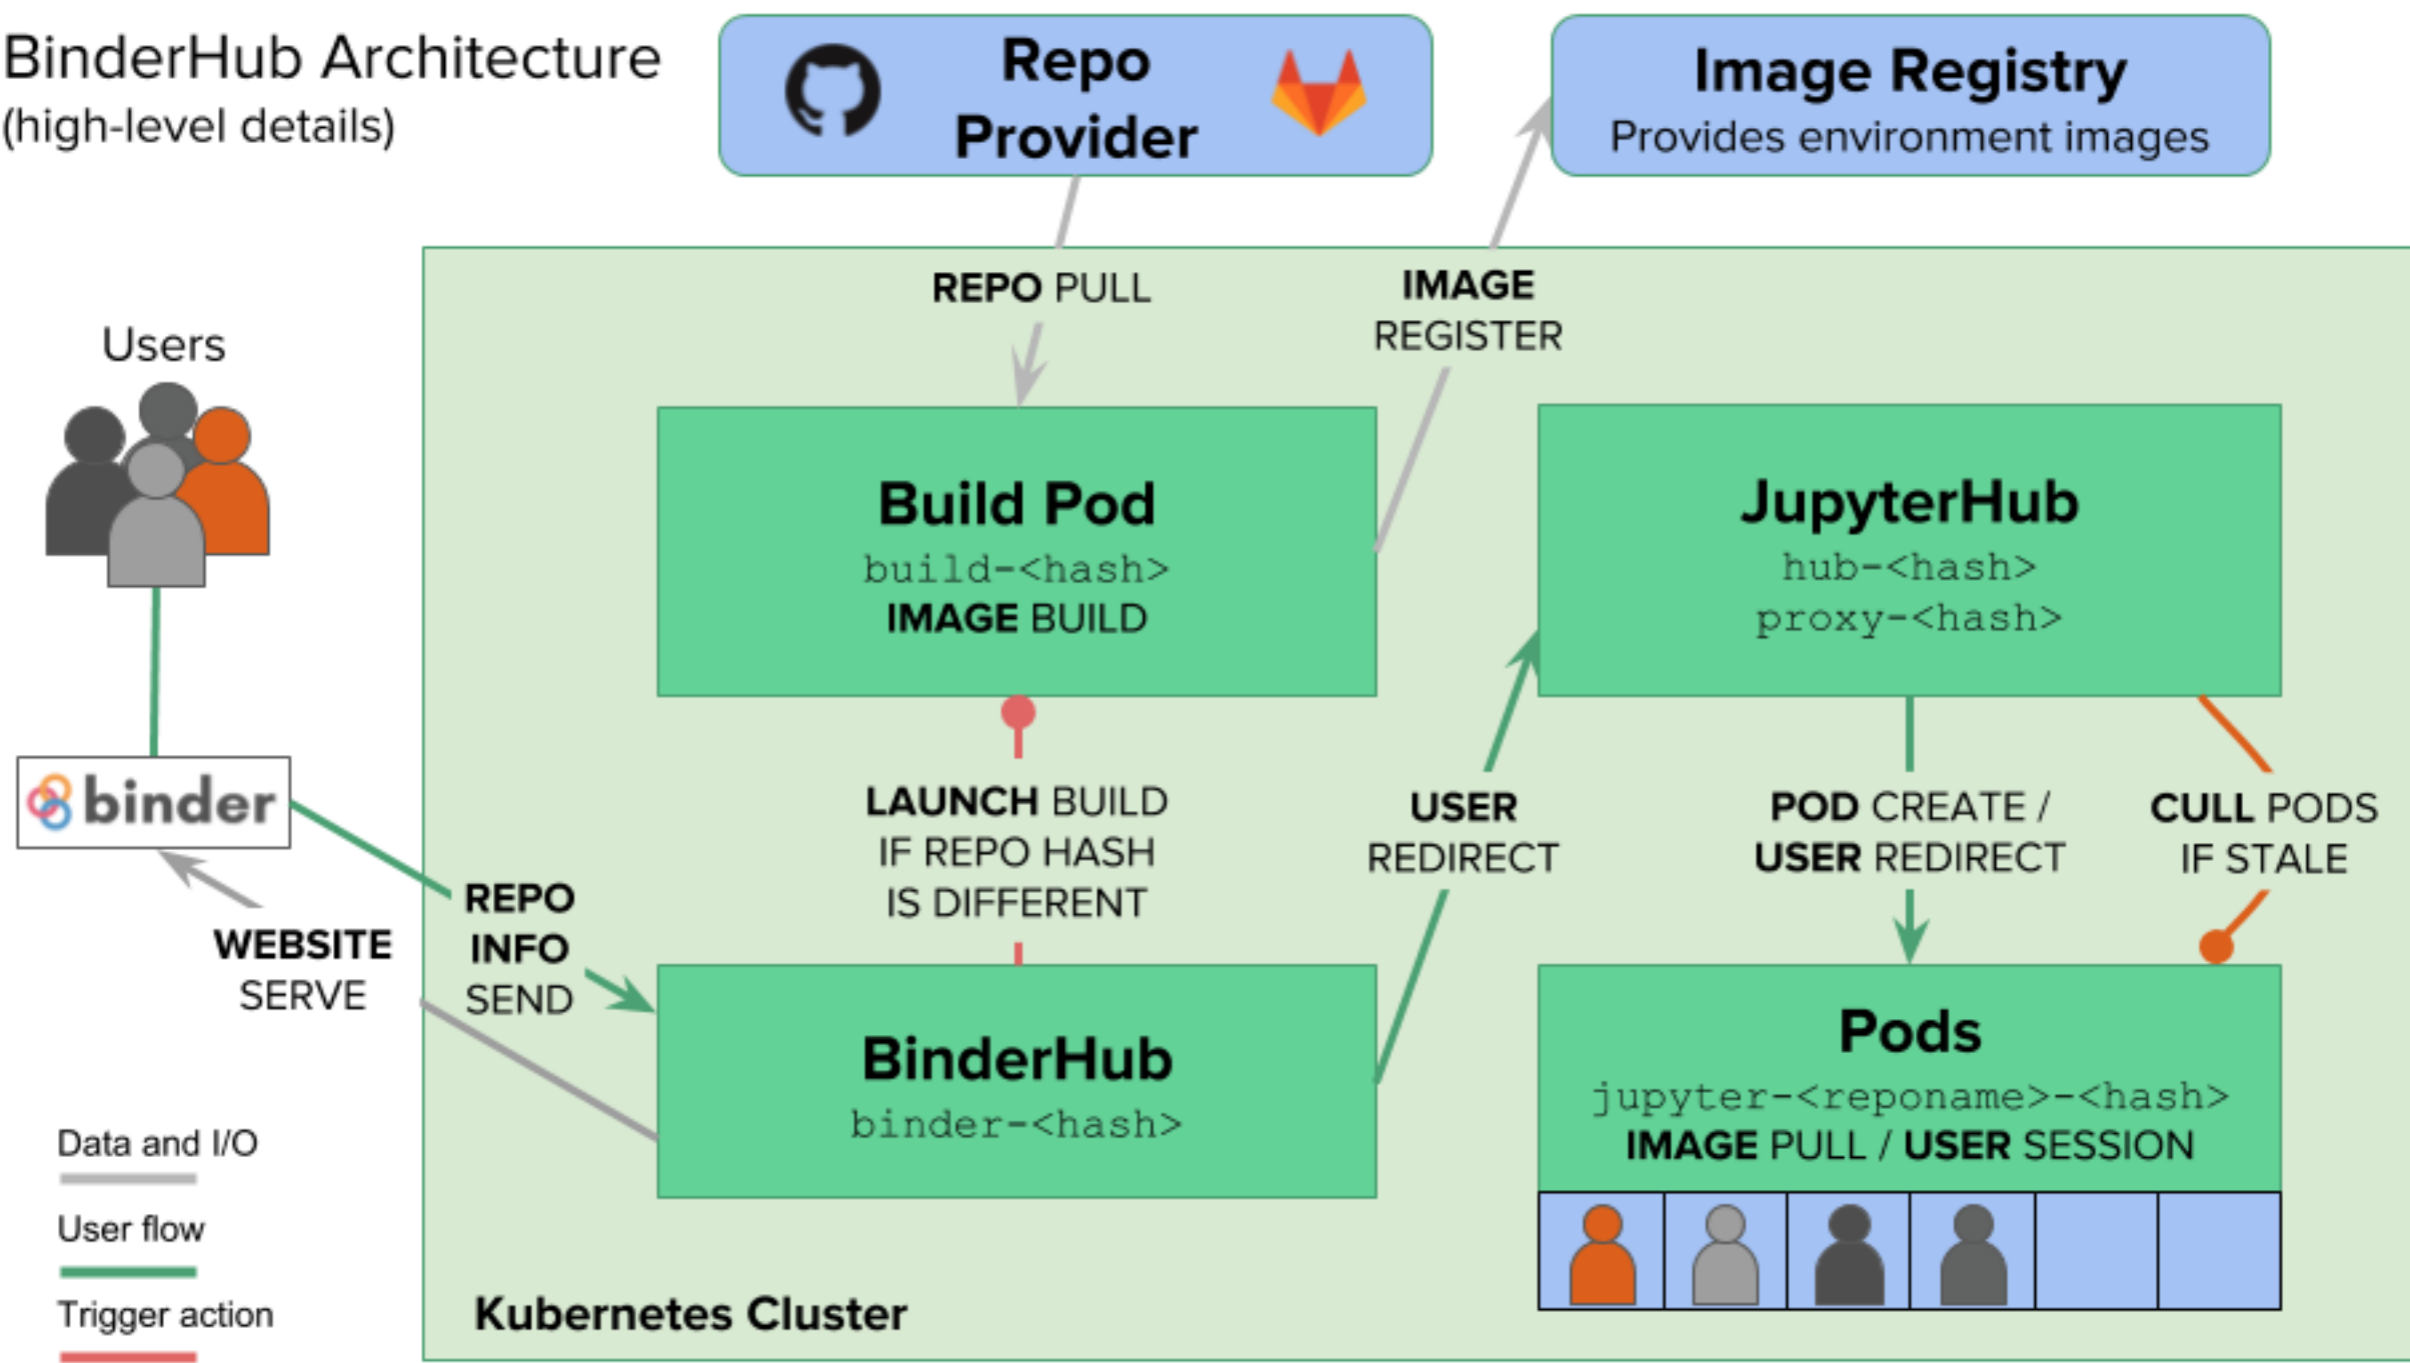 BinderHub Architecture
(high-level details)
Repo
Provider
Image Registry
Provides environment images
Users
binder
WEBSITE
SERVE
REPO
INFO
SEND
REPO PULL
IMAGE
REGISTER
Build Pod
build-<hash>
IMAGE BUILD
LAUNCH BUILD
IF REPO HASH
IS DIFFERENT
BinderHub
binder-<hash>
USER
REDIRECT
JupyterHub
hub-<hash>
proxy-<hash>
POD CREATE /
USER REDIRECT
CULL PODS
IF STALE
Pods
jupyter-<reponame>-<hash>
IMAGE PULL / USER SESSION
Kubernetes Cluster
Data and I/O
User flow
Trigger action